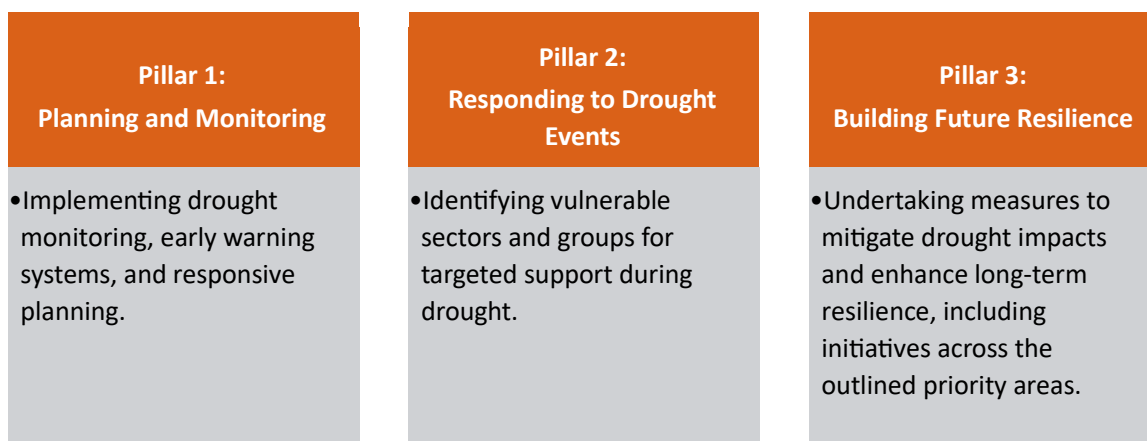 Pillar 1:
Planning and Monitoring
•Implementing drought
monitoring, early warning
systems, and responsive
planning.
Pillar 2:
Responding to Drought
Events
•Identifying vulnerable
sectors and groups for
targeted support during
drought.
Pillar 3:
Building Future Resilience
•Undertaking measures to
mitigate drought impacts
and enhance long-term
resilience, including
initiatives across the
outlined priority areas.